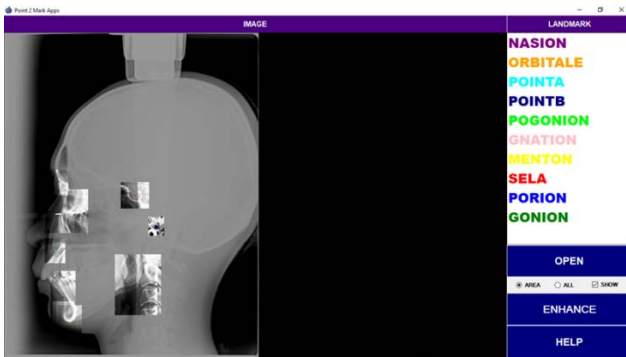 Point 2 Mark Apps
IMAGE
LANDMARK
NASION
ORBITALE
POINTA
POINTB
POGONION
GNATION
MENTON
SELA
PORION
GONION
OPEN
AREA ALL SHOW
ENHANCE
HELP